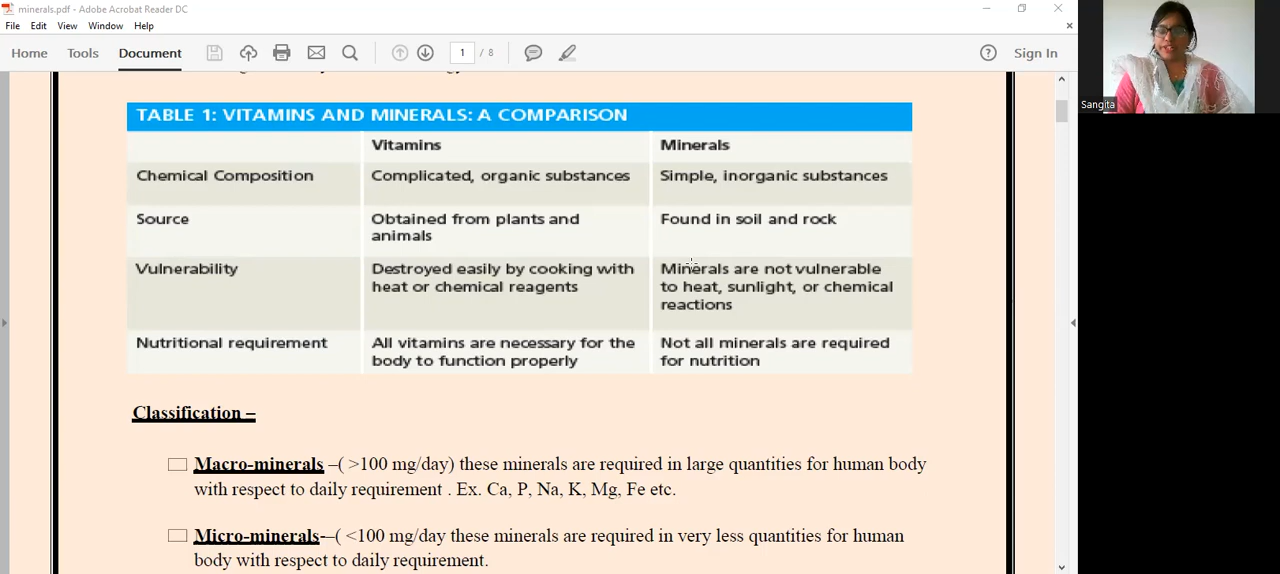 minerals.pdf - Adobe Acrobat Reader DC
File Edit View Window Help
Home Tools Document 1 / 8 Sign In
Sangita
TABLE 1: VITAMINS AND MINERALS: A COMPARISON
Vitamins Minerals
Chemical Composition Complicated, organic substances Simple, inorganic substances
Source Obtained from plants and Found in soil and rock
animals
Vulnerability Destroyed easily by cooking with Minerals are not vulnerable
heat or chemical reagents to heat, sunlight, or chemical
reactions
Nutritional requirement All vitamins are necessary for the Not all minerals are required
body to function properly for nutrition
Classification –
Macro-minerals –( >100 mg/day) these minerals are required in large quantities for human body
with respect to daily requirement . Ex. Ca, P, Na, K, Mg, Fe etc.
Micro-minerals-–( <100 mg/day these minerals are required in very less quantities for human
body with respect to daily requirement.